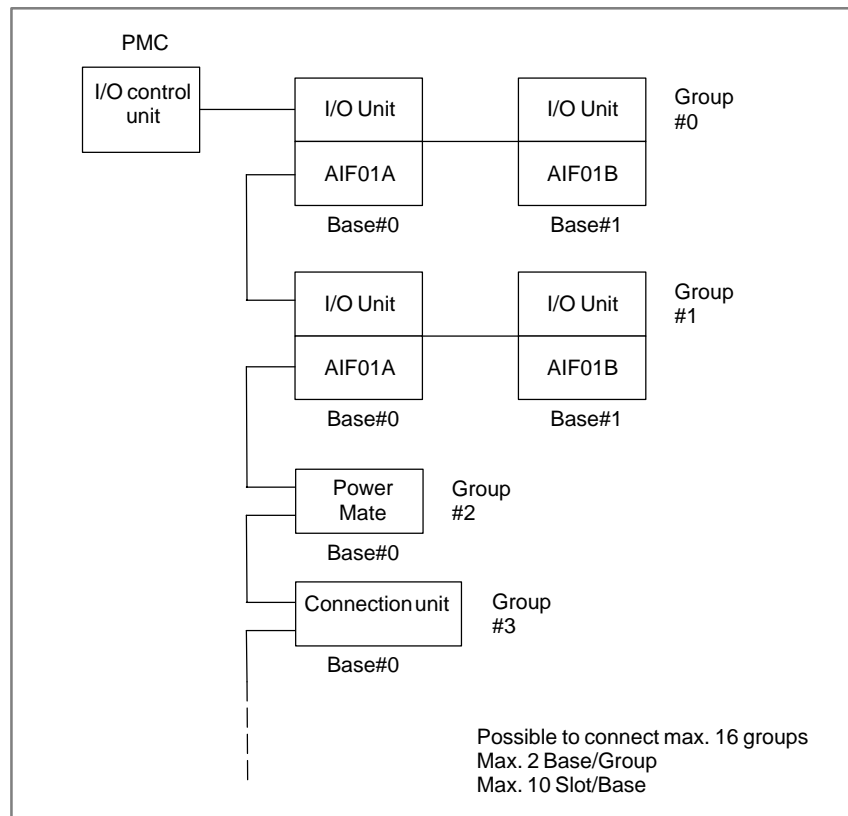 PMC
I/O control
unit
I/O Unit
I/O Unit
Group
#0
AIF01A
AIF01B
Base#0
Base#1
I/O Unit
I/O Unit
Group
#1
AIF01A
AIF01B
Base#0
Base#1
Power
Mate
Group
#2
Base#0
Connection unit
Group
#3
Base#0
Possible to connect max. 16 groups
Max. 2 Base/Group
Max. 10 Slot/Base